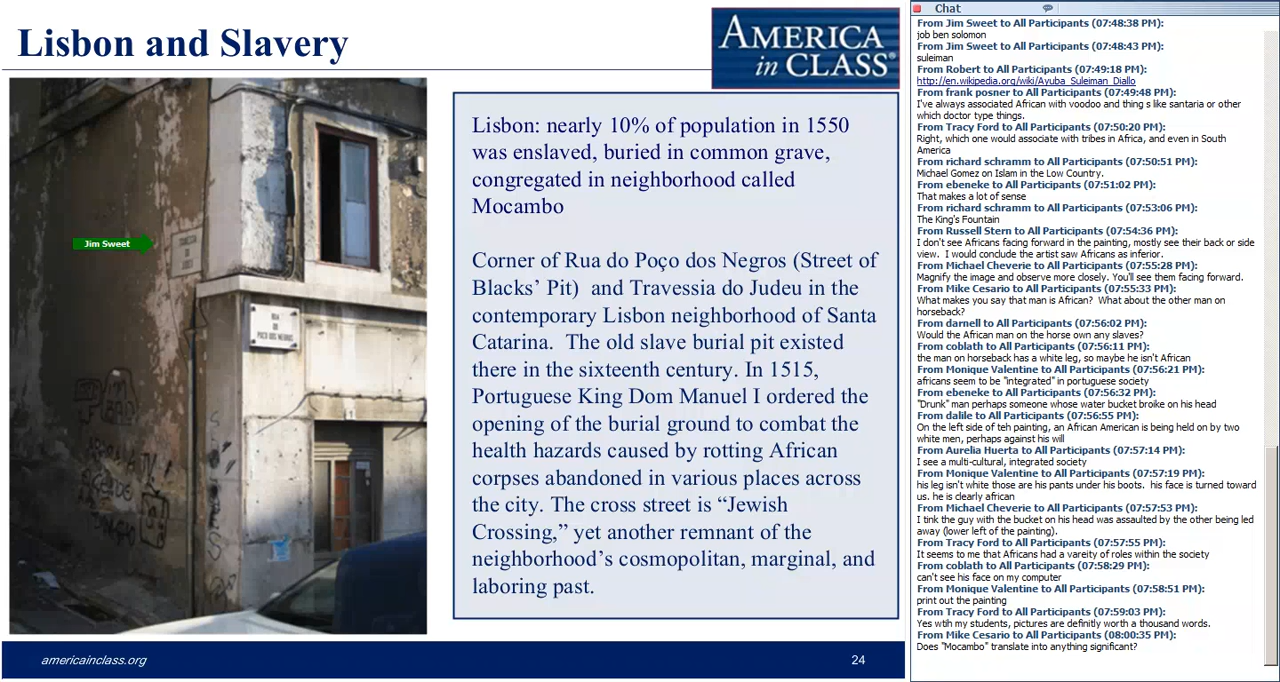 Lisbon and Slavery
AMERICA
in CLASS®
Jim Sweet
RUA
DO
POÇO DOS NEGROS
1
Lisbon: nearly 10% of population in 1550
was enslaved, buried in common grave,
congregated in neighborhood called
Mocambo
Corner of Rua do Poço dos Negros (Street of
Blacks’ Pit) and Travessia do Judeu in the
contemporary Lisbon neighborhood of Santa
Catarina. The old slave burial pit existed
there in the sixteenth century. In 1515,
Portuguese King Dom Manuel I ordered the
opening of the burial ground to combat the
health hazards caused by rotting African
corpses abandoned in various places across
the city. The cross street is “Jewish
Crossing,” yet another remnant of the
neighborhood’s cosmopolitan, marginal, and
laboring past.
americainclass.org
24
Chat
From Jim Sweet to All Participants (07:48:38 PM):
job ben solomon
From Jim Sweet to All Participants (07:48:43 PM):
suleiman
From Robert to All Participants (07:49:18 PM):
http://en.wikipedia.org/wiki/Ayuba_Suleiman_Diallo
From frank posner to All Participants (07:49:48 PM):
I've always associated African with voodoo and thing s like santaria or other
which doctor type things.
From Tracy Ford to All Participants (07:50:20 PM):
Right, which one would associate with tribes in Africa, and even in South
America
From richard schramm to All Participants (07:50:51 PM):
Michael Gomez on Islam in the Low Country.
From ebeneke to All Participants (07:51:02 PM):
That makes a lot of sense
From richard schramm to All Participants (07:53:06 PM):
The King's Fountain
From Russell Stern to All Participants (07:54:36 PM):
I don't see Africans facing forward in the painting, mostly see their back or side
view. I would conclude the artist saw Africans as inferior.
From Michael Cheverie to All Participants (07:55:28 PM):
Magnify the image and observe more closely. You'll see them facing forward.
From Mike Cesario to All Participants (07:55:33 PM):
What makes you say that man is African? What about the other man on
horseback?
From darnell to All Participants (07:56:02 PM):
Would the African man on the horse own any slaves?
From coblath to All Participants (07:56:11 PM):
the man on horseback has a white leg, so maybe he isn't African
From Monique Valentine to All Participants (07:56:21 PM):
africans seem to be "integrated" in portuguese society
From ebeneke to All Participants (07:56:32 PM):
"Drunk" man perhaps someone whose water bucket broike on his head
From dalile to All Participants (07:56:55 PM):
On the left side of teh painting, an African American is being held on by two
white men, perhaps against his will
From Aurelia Huerta to All Participants (07:57:14 PM):
I see a multi-cultural, integrated society
From Monique Valentine to All Participants (07:57:19 PM):
his leg isn't white those are his pants under his boots. his face is turned toward
us. he is clearly african
From Michael Cheverie to All Participants (07:57:53 PM):
I tink the guy with the bucket on his head was assaulted by the other being led
away (lower left of the painting).
From Tracy Ford to All Participants (07:57:55 PM):
It seems to me that Africans had a vareity of roles within the society
From coblath to All Participants (07:58:29 PM):
can't see his face on my computer
From Monique Valentine to All Participants (07:58:51 PM):
print out the painting
From Tracy Ford to All Participants (07:59:03 PM):
Yes wtih my students, pictures are definitly worth a thousand words.
From Mike Cesario to All Participants (08:00:35 PM):
Does "Mocambo" translate into anything significant?